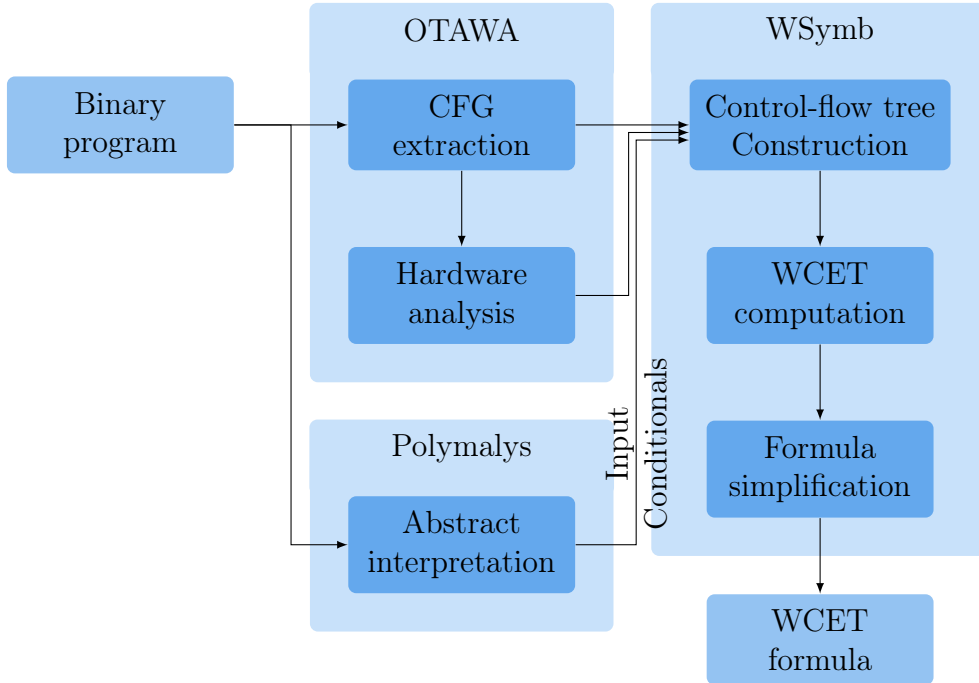 OTAWA
WSymb
Binary
program
CFG
extraction
Control-flow tree
Construction
Hardware
analysis
WCET
computation
Input
Conditionals
Polymalys
Abstract
interpretation
Formula
simplification
WCET
formula